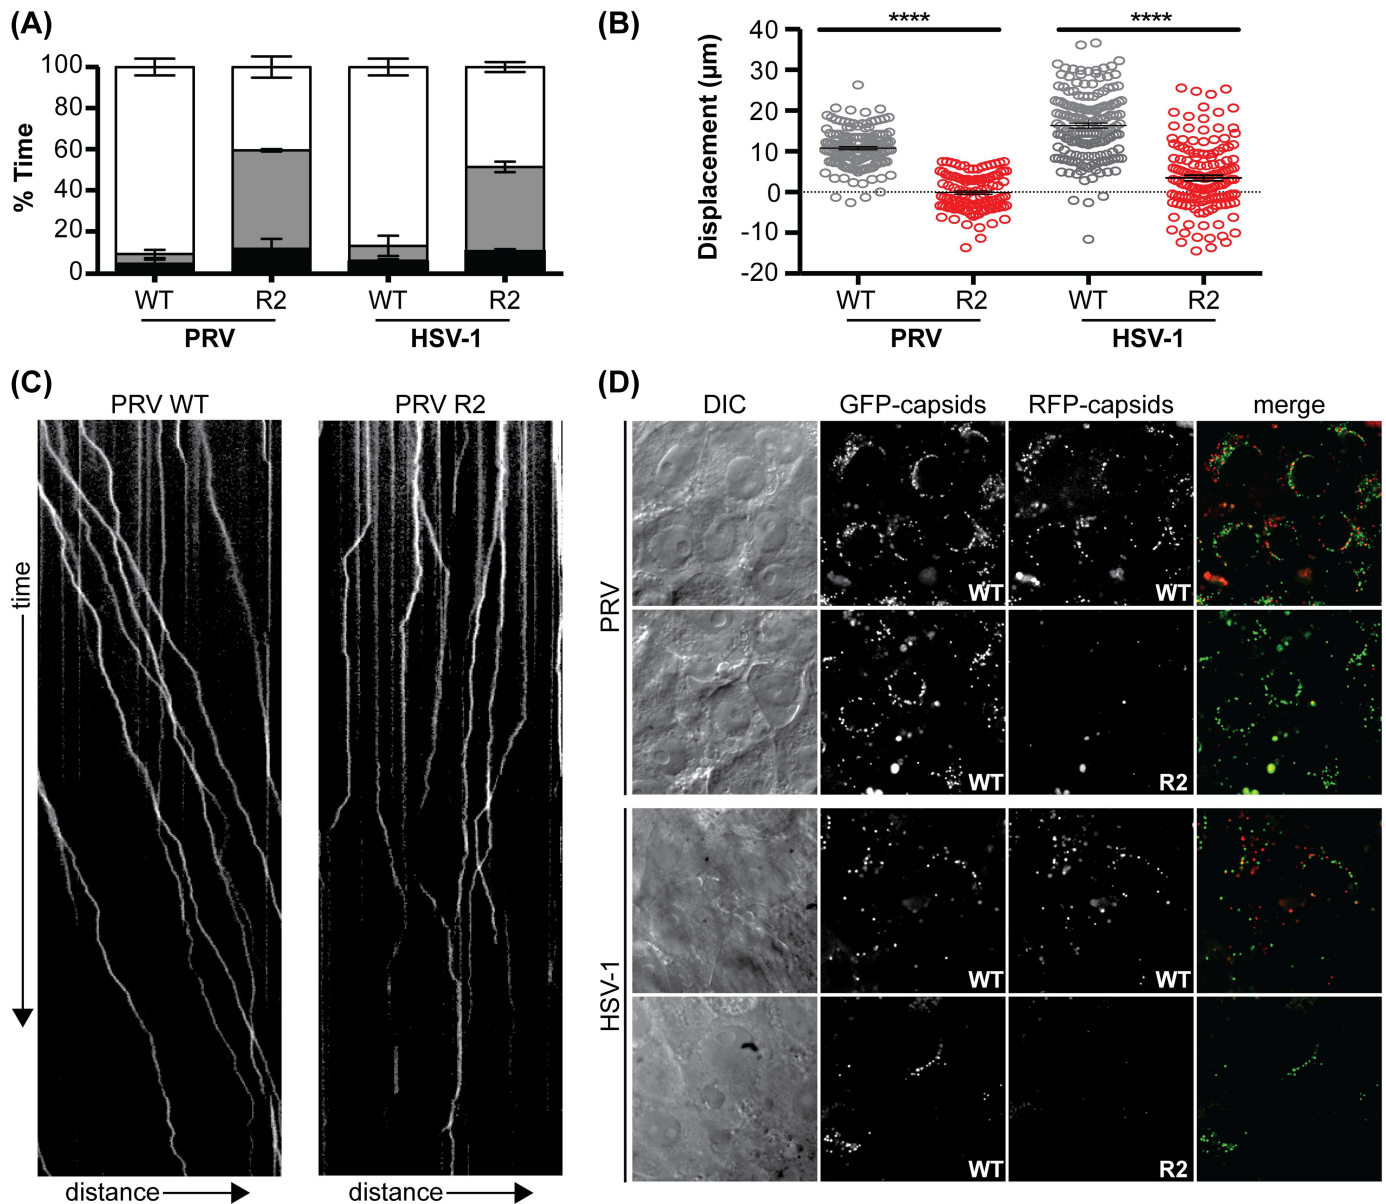 (A)
% Time
100
80
60
40
20
0
WT R2 WT R2
PRV HSV-1
(B)
**** ****
Displacement (µm)
40
30
20
10
0
-10
-20
WT R2 WT R2
PRV HSV-1
(C)
PRV WT PRV R2
time
distance distance
(D)
DIC GFP-capsids RFP-capsids merge
PRV
WT WT
WT R2
HSV-1
WT WT
WT R2